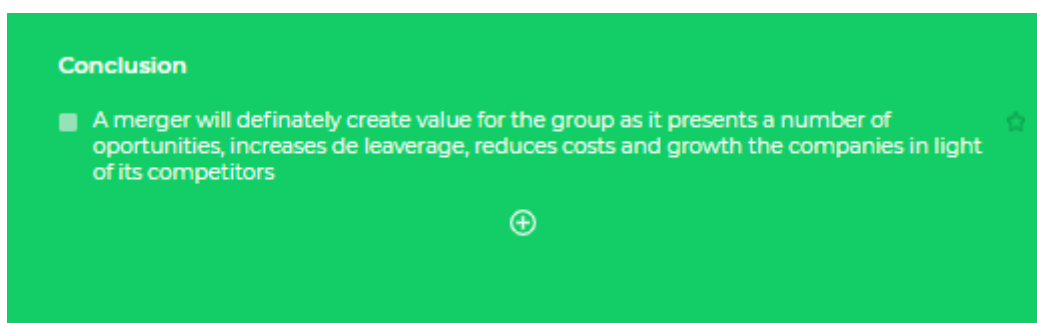 Conclusion
A merger will definately create value for the group as it presents a number of
oportunities, increases de leaverage, reduces costs and growth the companies in light
of its competitors